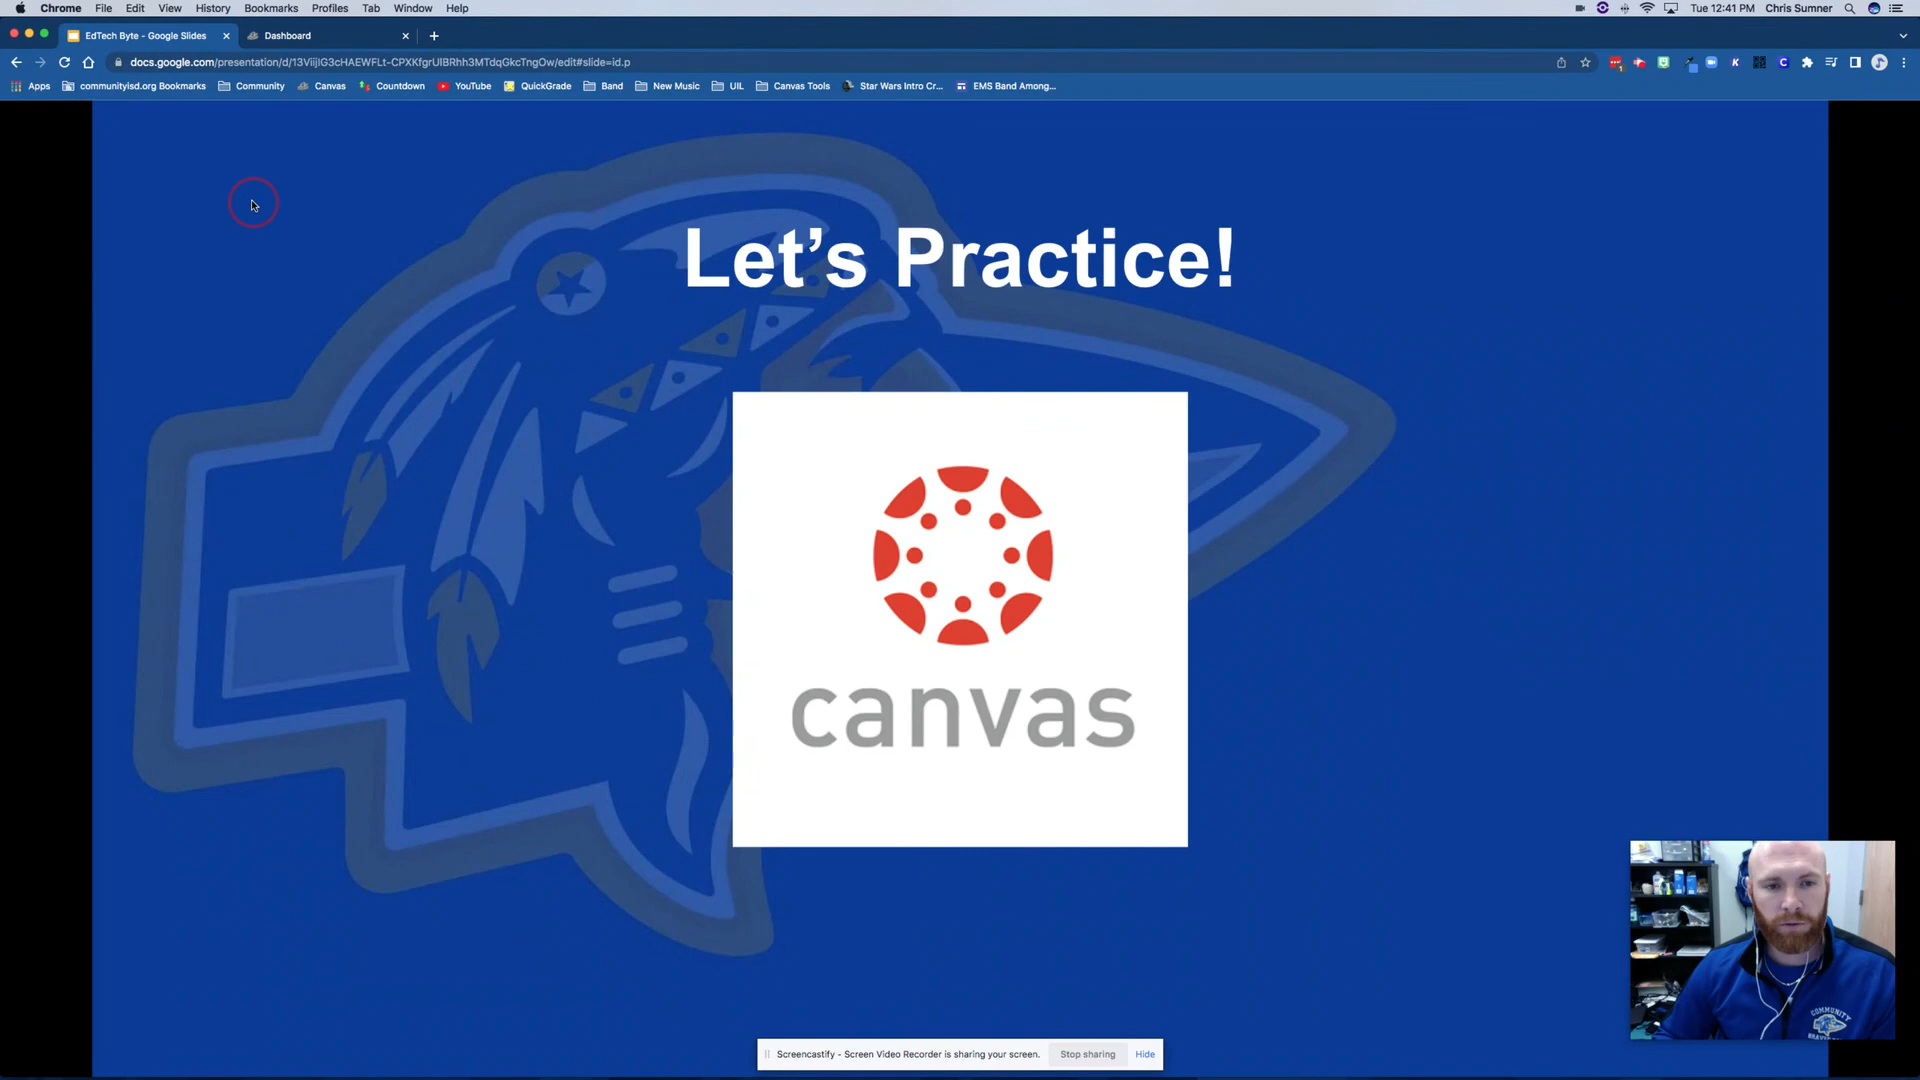 Chrome File Edit View History Bookmarks Profiles Tab Window Help
Tue 12:41 PM Chris Sumner
EdTech Byte - Google Slides
Dashboard
docs.google.com/presentation/d/13ViijIG3cHAEWFLt-CPXKfgrUIBRhh3MTdqGkcTngOw/edit#slide=id.p
Apps communityisd.org Bookmarks Community Canvas Countdown YouTube QuickGrade Band New Music UIL Canvas Tools Star Wars Intro Cr... EMS Band Among...
Let's Practice!
canvas
COMMUNITY
Screencastify - Screen Video Recorder is sharing your screen. Stop sharing Hide